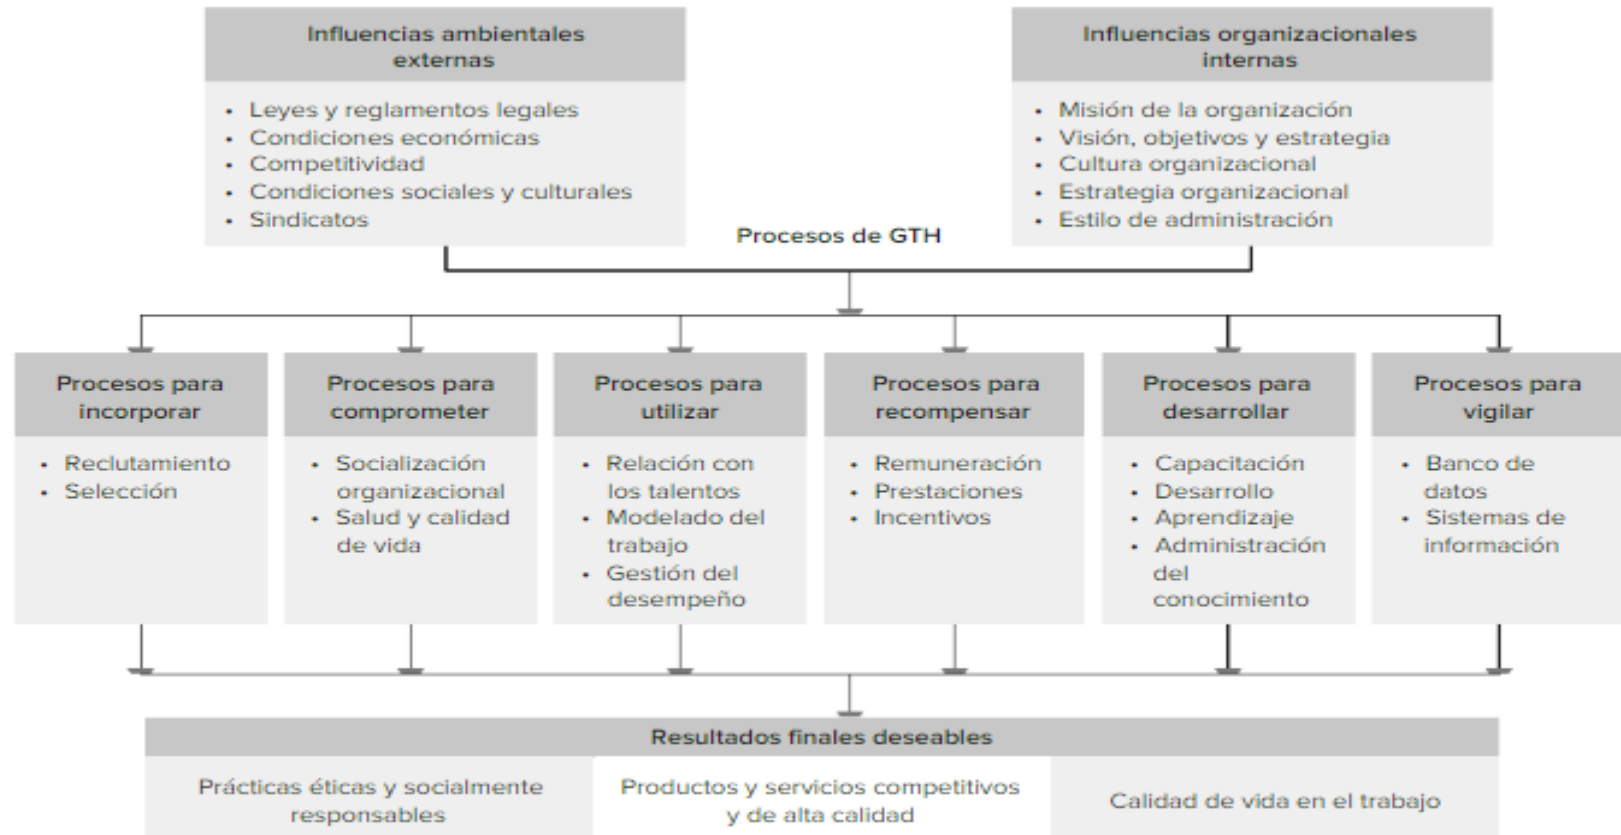 Influencias ambientales
externas
• Leyes y reglamentos legales
• Condiciones económicas
• Competitividad
• Condiciones sociales y culturales
• Sindicatos
Influencias organizacionales
internas
• Misión de la organización
• Visión, objetivos y estrategia
• Cultura organizacional
• Estrategia organizacional
• Estilo de administración
Procesos de GTH
Procesos para
incorporar
• Reclutamiento
• Selección
Procesos para
comprometer
• Socialización
organizacional
• Salud y calidad
de vida
Procesos para
utilizar
• Relación con
los talentos
• Modelado del
trabajo
• Gestión del
desempeño
Procesos para
recompensar
• Remuneración
• Prestaciones
• Incentivos
Procesos para
desarrollar
• Capacitación
• Desarrollo
• Aprendizaje
• Administración
del
conocimiento
Procesos para
vigilar
• Banco de
datos
• Sistemas de
información
Resultados finales deseables
Prácticas éticas y socialmente
responsables
Productos y servicios competitivos
y de alta calidad
Calidad de vida en el trabajo